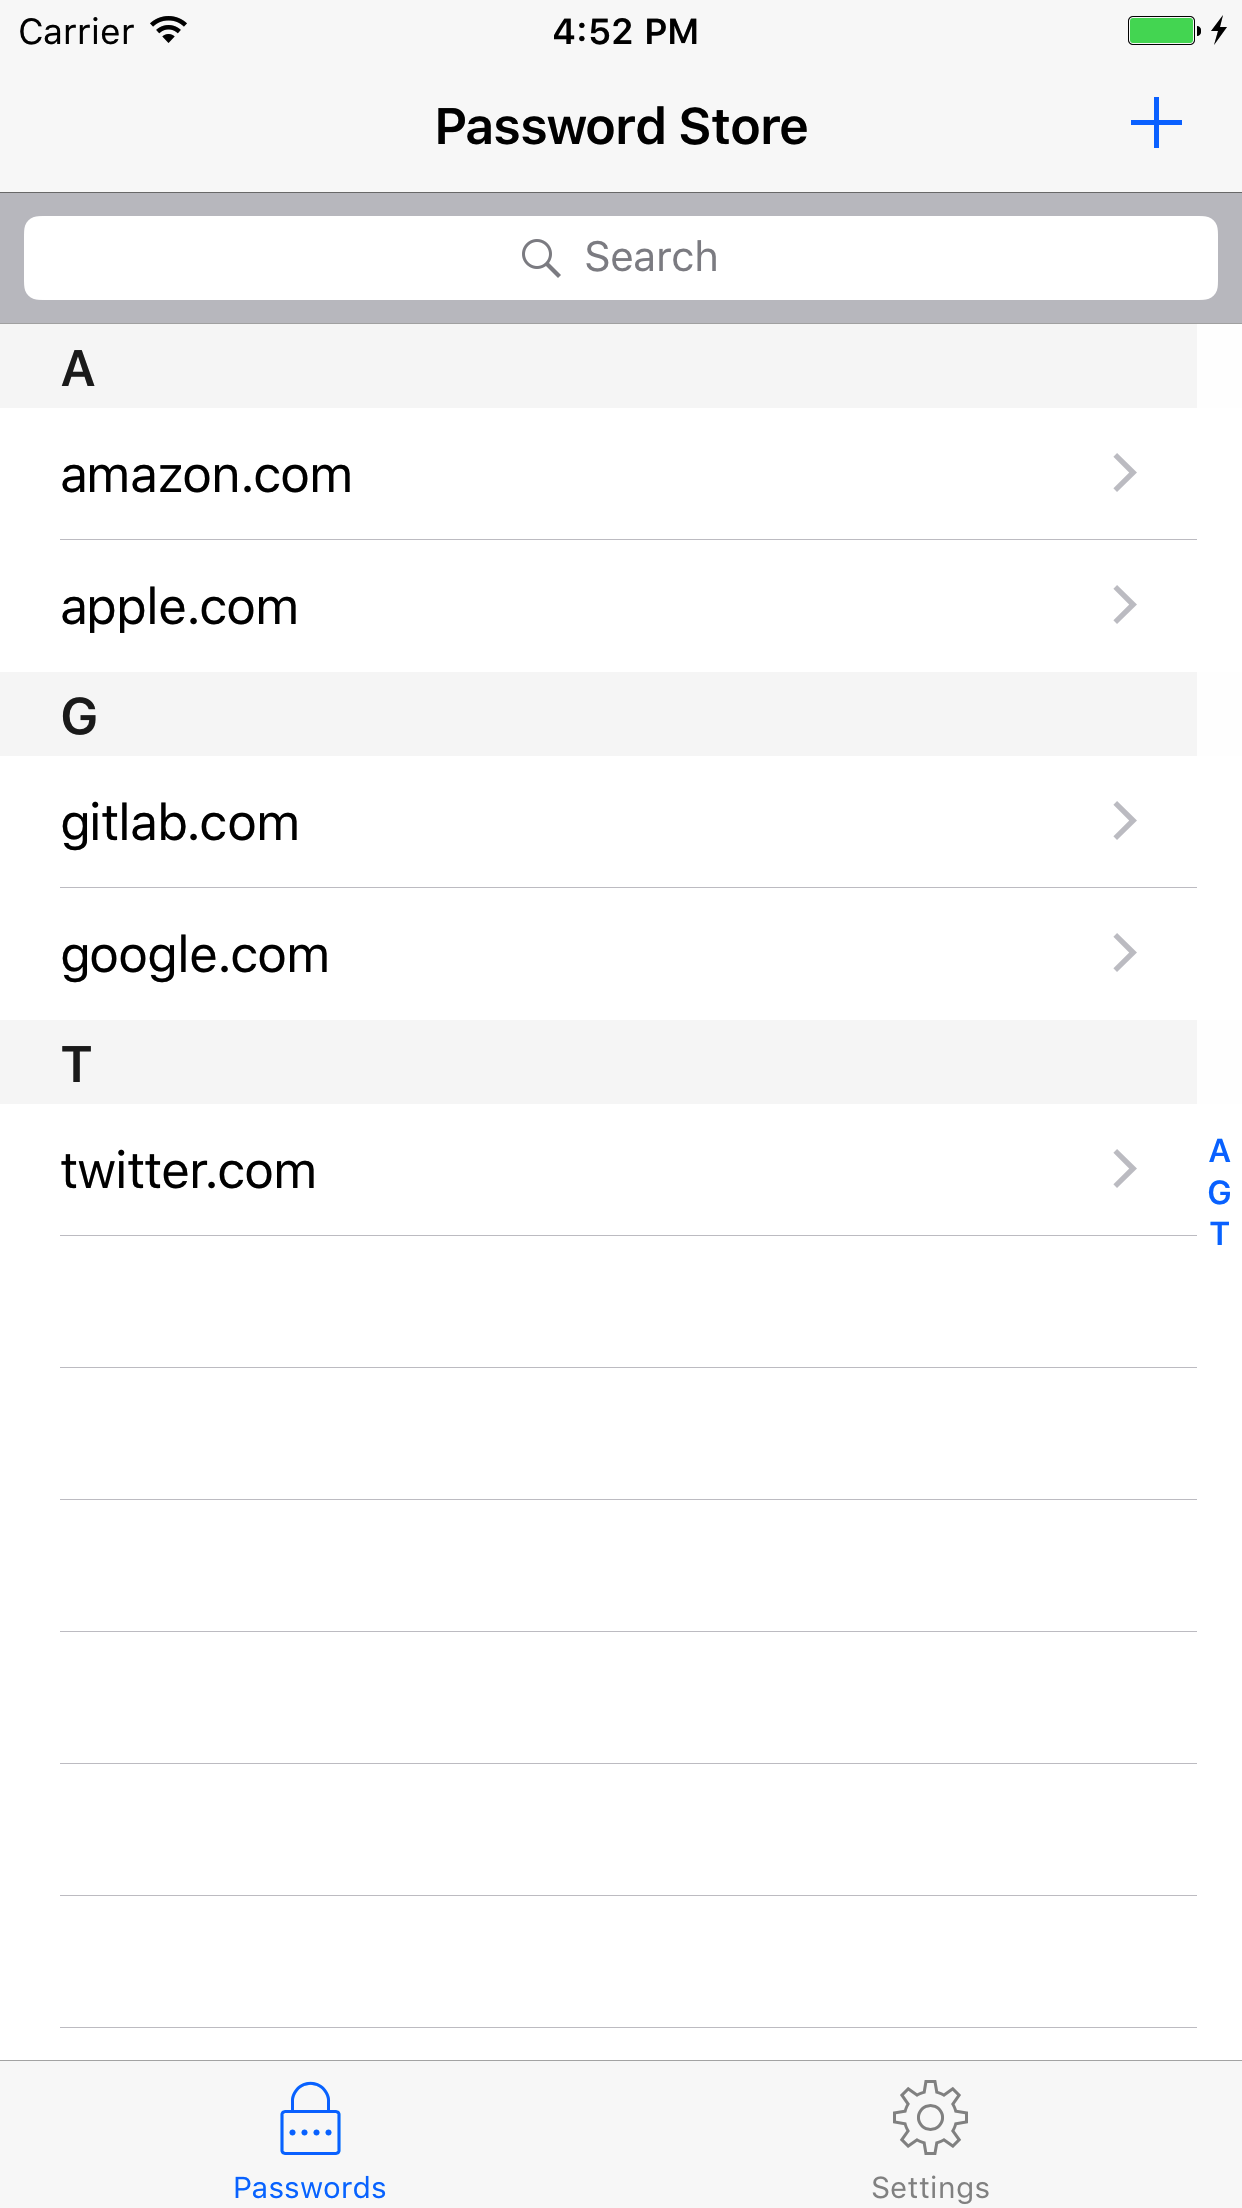 Carrier 4:52 PM
Password Store
Search
A
amazon.com
apple.com
G
gitlab.com
google.com
T
twitter.com
A
G
T
Passwords Settings